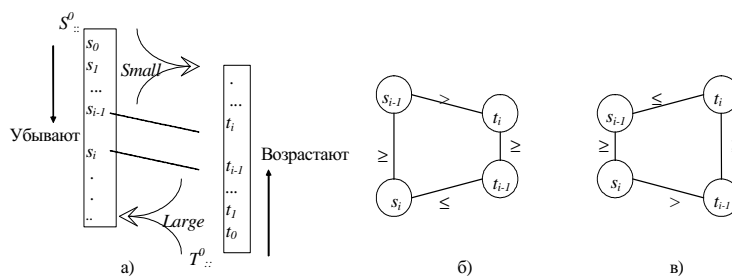 S⁰::
s₀
s₁
...
sᵢ₋₁
sᵢ
.
.
..
Убывают
Small
Large
.
...
tᵢ
tᵢ₋₁
...
t₁
t₀
T⁰::
Возрастают
а)
sᵢ₋₁
>
tᵢ
≥
≥
sᵢ
≤
tᵢ₋₁
б)
sᵢ₋₁
≤
tᵢ
≥
sᵢ
>
tᵢ₋₁
в)